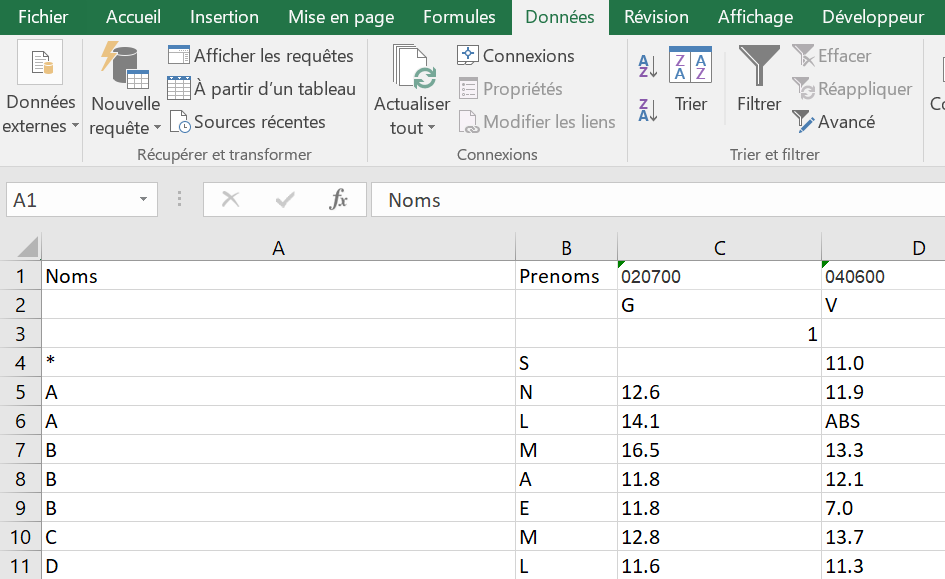 Fichier Accueil Insertion Mise en page Formules Données Révision Affichage Développeur
Données externes
Nouvelle requête
Afficher les requêtes
À partir d'un tableau
Sources récentes
Récupérer et transformer
Actualiser tout
Connexions
Propriétés
Modifier les liens
Connexions
A Z
Z A
Z A A Z
Trier
Filtrer
Effacer
Réappliquer
Avancé
Trier et filtrer
A1 fx Noms
A B C D
1 Noms Prenoms 020700 040600
2 G V
3 1
4 * S 11.0
5 A N 12.6 11.9
6 A L 14.1 ABS
7 B M 16.5 13.3
8 B A 11.8 12.1
9 B E 11.8 7.0
10 C M 12.8 13.7
11 D L 11.6 11.3